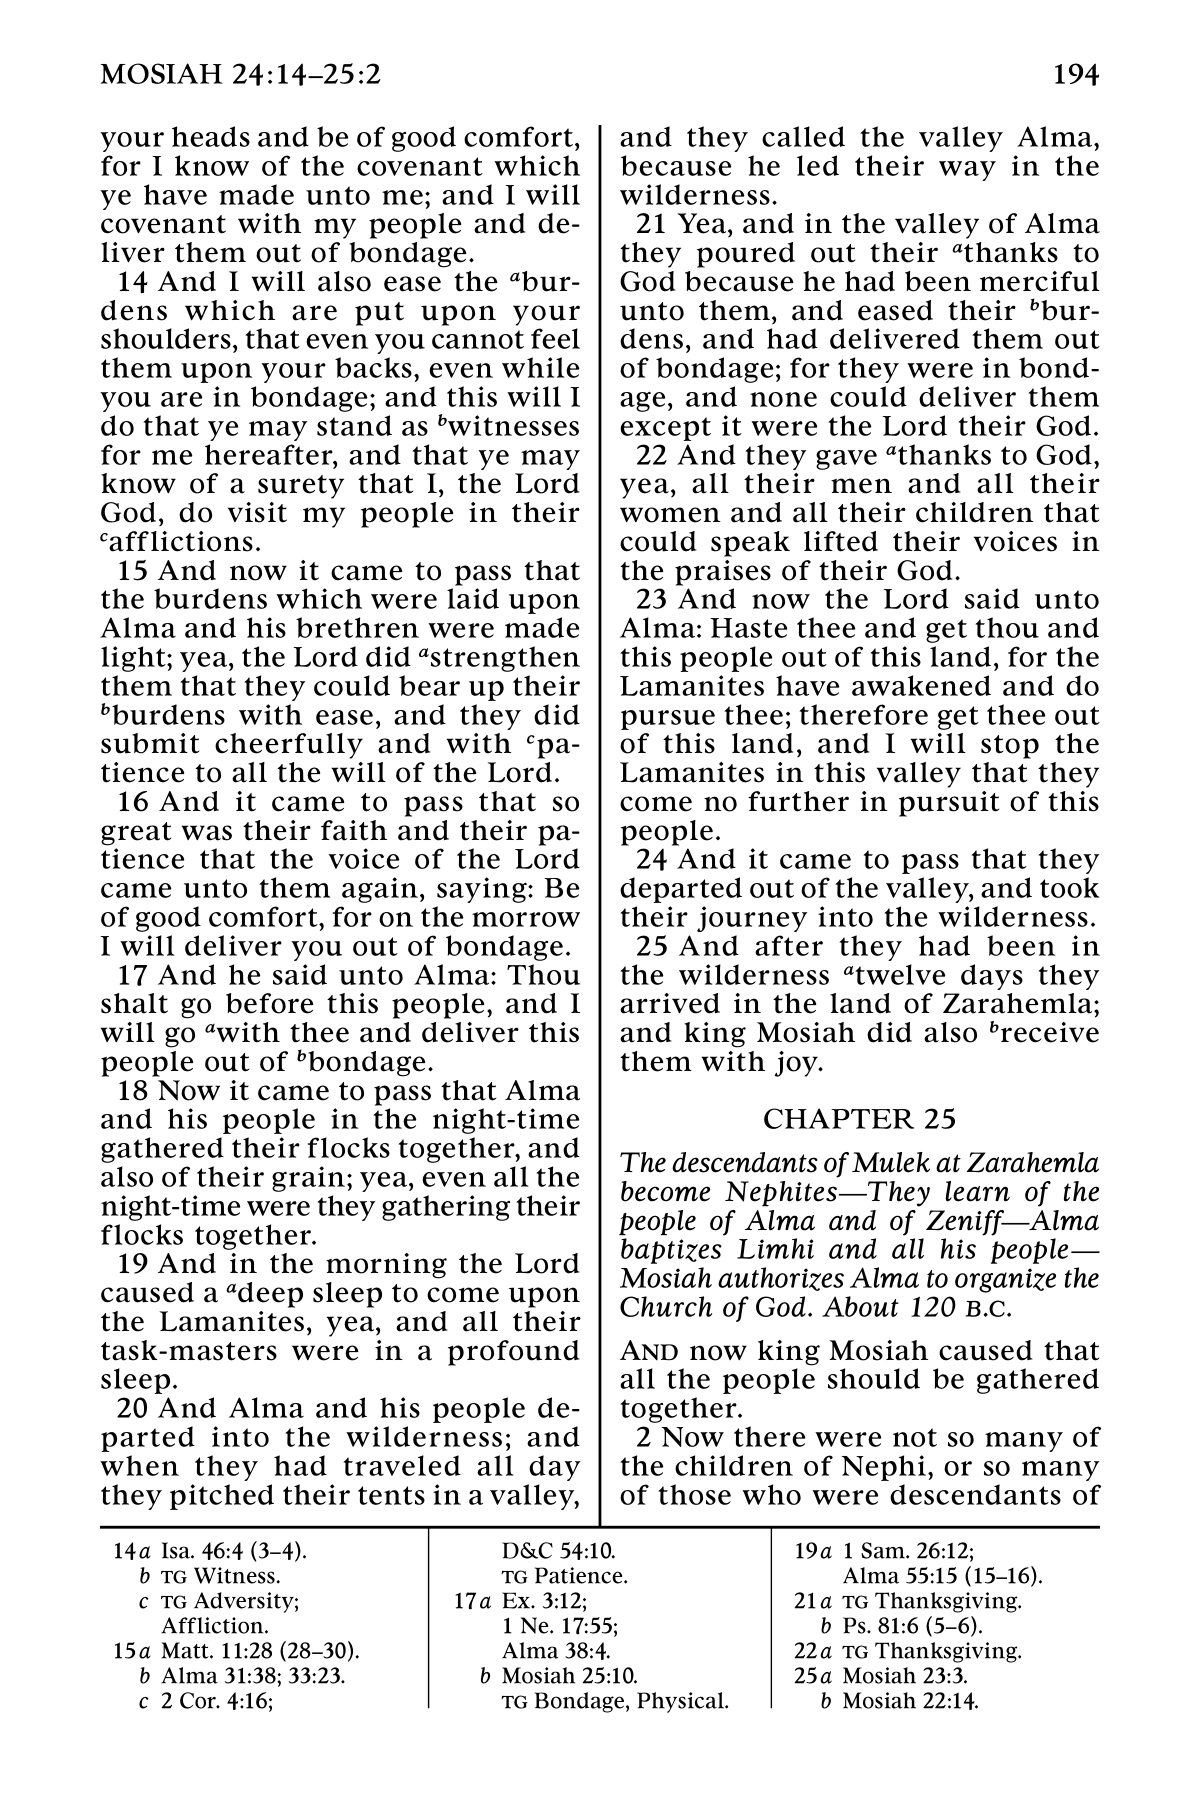 MOSIAH 24:14–25:2
194
your heads and be of good comfort,
for I know of the covenant which
ye have made unto me; and I will
covenant with my people and de-
liver them out of bondage.
14 And I will also ease the abur-
dens which are put upon your
shoulders, that even you cannot feel
them upon your backs, even while
you are in bondage; and this will I
do that ye may stand as bwitnesses
for me hereafter, and that ye may
know of a surety that I, the Lord
God, do visit my people in their
cafflictions.
15 And now it came to pass that
the burdens which were laid upon
Alma and his brethren were made
light; yea, the Lord did astrengthen
them that they could bear up their
bburdens with ease, and they did
submit cheerfully and with cpa-
tience to all the will of the Lord.
16 And it came to pass that so
great was their faith and their pa-
tience that the voice of the Lord
came unto them again, saying: Be
of good comfort, for on the morrow
I will deliver you out of bondage.
17 And he said unto Alma: Thou
shalt go before this people, and I
will go awith thee and deliver this
people out of bbondage.
18 Now it came to pass that Alma
and his people in the night-time
gathered their flocks together, and
also of their grain; yea, even all the
night-time were they gathering their
flocks together.
19 And in the morning the Lord
caused a adeep sleep to come upon
the Lamanites, yea, and all their
task-masters were in a profound
sleep.
20 And Alma and his people de-
parted into the wilderness; and
when they had traveled all day
they pitched their tents in a valley,
and they called the valley Alma,
because he led their way in the
wilderness.
21 Yea, and in the valley of Alma
they poured out their athanks to
God because he had been merciful
unto them, and eased their bbur-
dens, and had delivered them out
of bondage; for they were in bond-
age, and none could deliver them
except it were the Lord their God.
22 And they gave athanks to God,
yea, all their men and all their
women and all their children that
could speak lifted their voices in
the praises of their God.
23 And now the Lord said unto
Alma: Haste thee and get thou and
this people out of this land, for the
Lamanites have awakened and do
pursue thee; therefore get thee out
of this land, and I will stop the
Lamanites in this valley that they
come no further in pursuit of this
people.
24 And it came to pass that they
departed out of the valley, and took
their journey into the wilderness.
25 And after they had been in
the wilderness atwelve days they
arrived in the land of Zarahemla;
and king Mosiah did also breceive
them with joy.
CHAPTER 25
The descendants of Mulek at Zarahemla
become Nephites—They learn of the
people of Alma and of Zeniff—Alma
baptizes Limhi and all his people—
Mosiah authorizes Alma to organize the
Church of God. About 120 B.C.
AND now king Mosiah caused that
all the people should be gathered
together.
2 Now there were not so many of
the children of Nephi, or so many
of those who were descendants of
14a Isa. 46:4 (3–4).
b TG Witness.
c TG Adversity;
Affliction.
15a Matt. 11:28 (28–30).
b Alma 31:38; 33:23.
c 2 Cor. 4:16;
D&C 54:10.
TG Patience.
17a Ex. 3:12;
1 Ne. 17:55;
Alma 38:4.
b Mosiah 25:10.
TG Bondage, Physical.
19a 1 Sam. 26:12;
Alma 55:15 (15–16).
21a TG Thanksgiving.
b Ps. 81:6 (5–6).
22a TG Thanksgiving.
25a Mosiah 23:3.
b Mosiah 22:14.